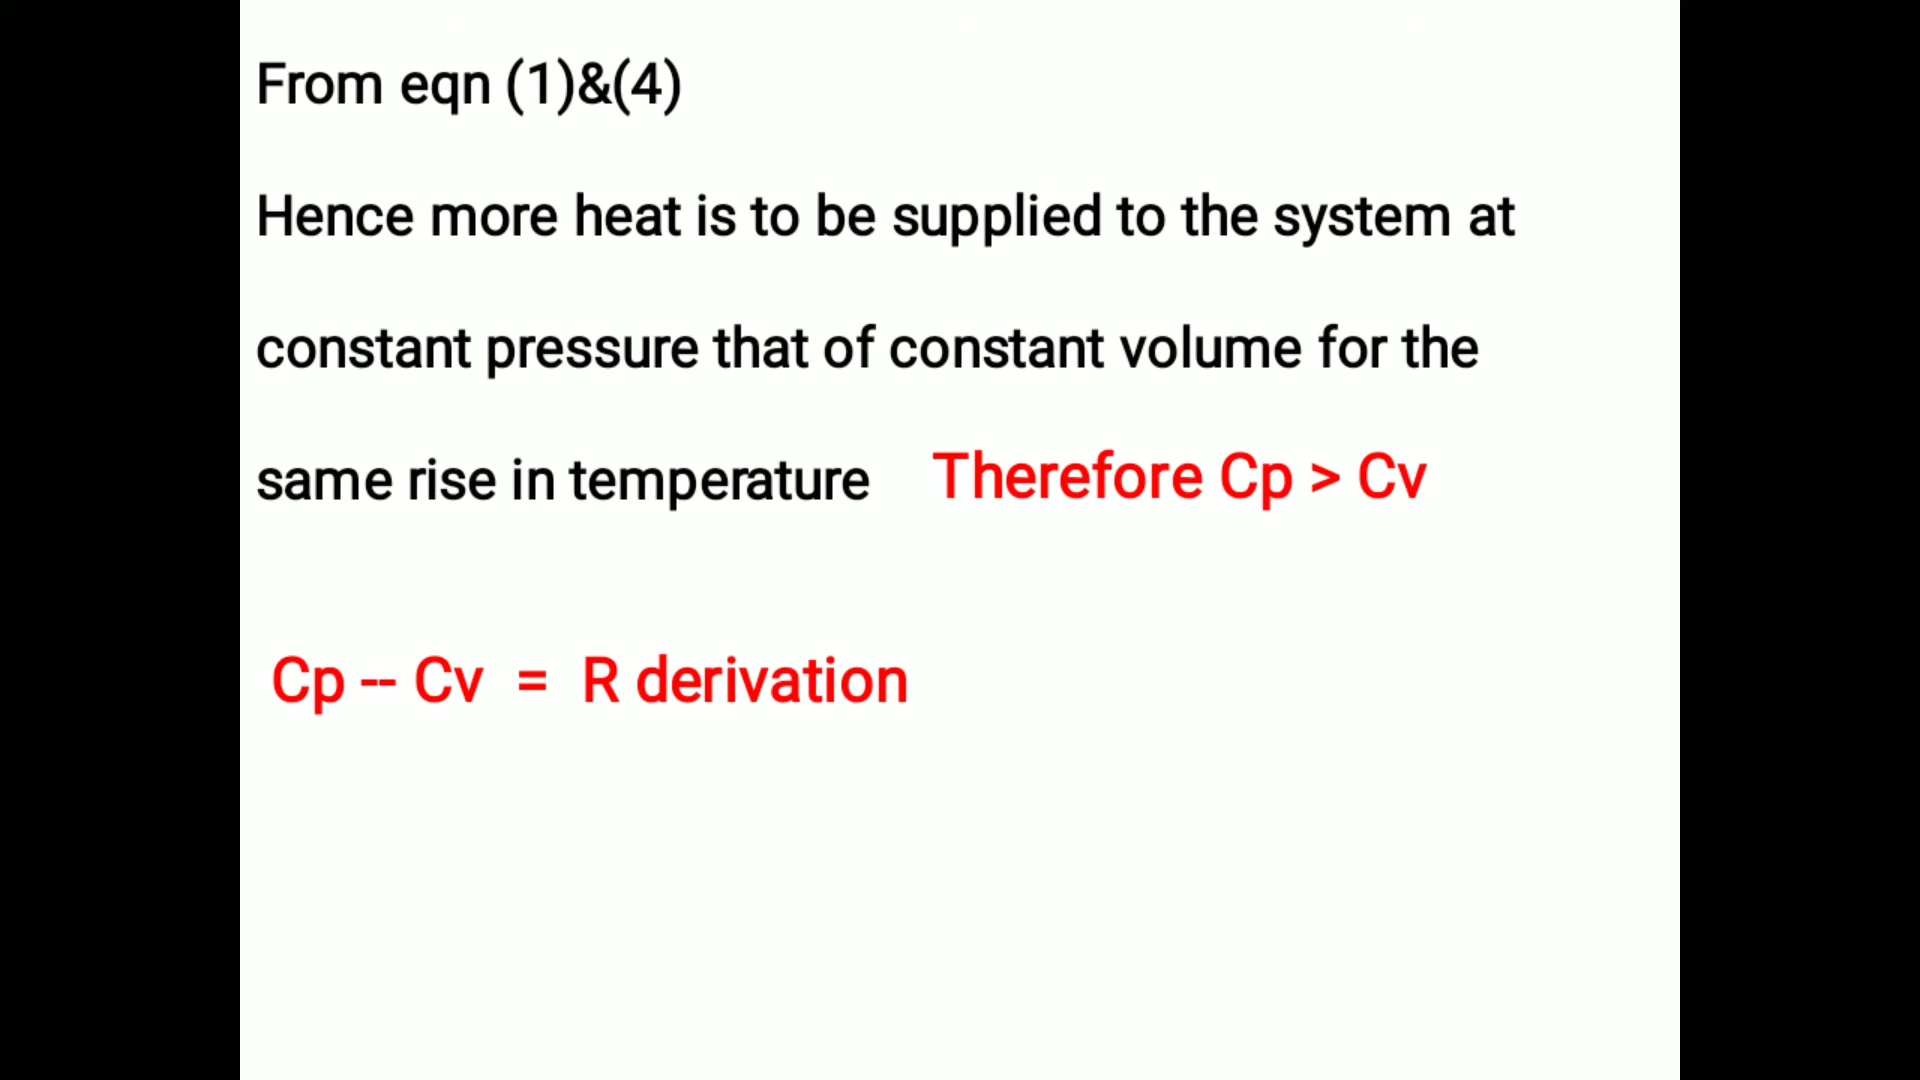 From eqn (1)&(4)
Hence more heat is to be supplied to the system at
constant pressure that of constant volume for the
same rise in temperature Therefore Cp > Cv
Cp -- Cv = R derivation